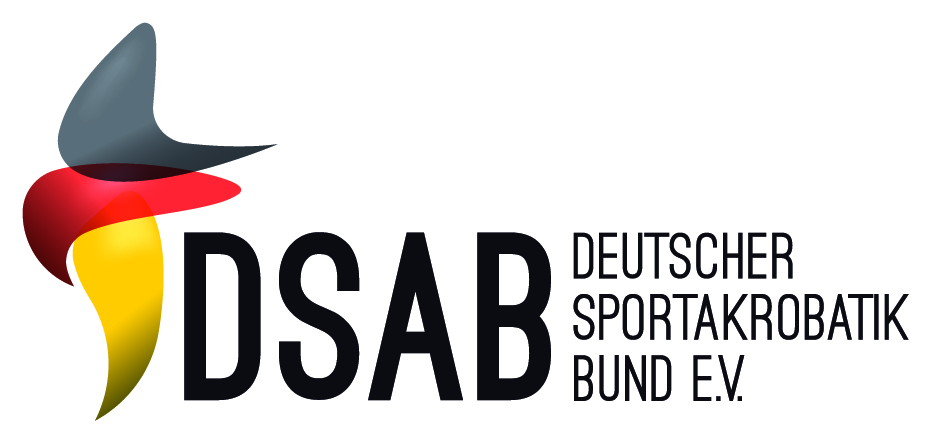 DSAB
DEUTSCHER
SPORTAKROBATIK
BUND E.V.